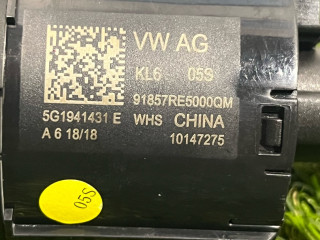 VW AG
KL6 05S
91857RE5000QM
5G1941431 E WHS CHINA
A 6 18/18 10147275
05S